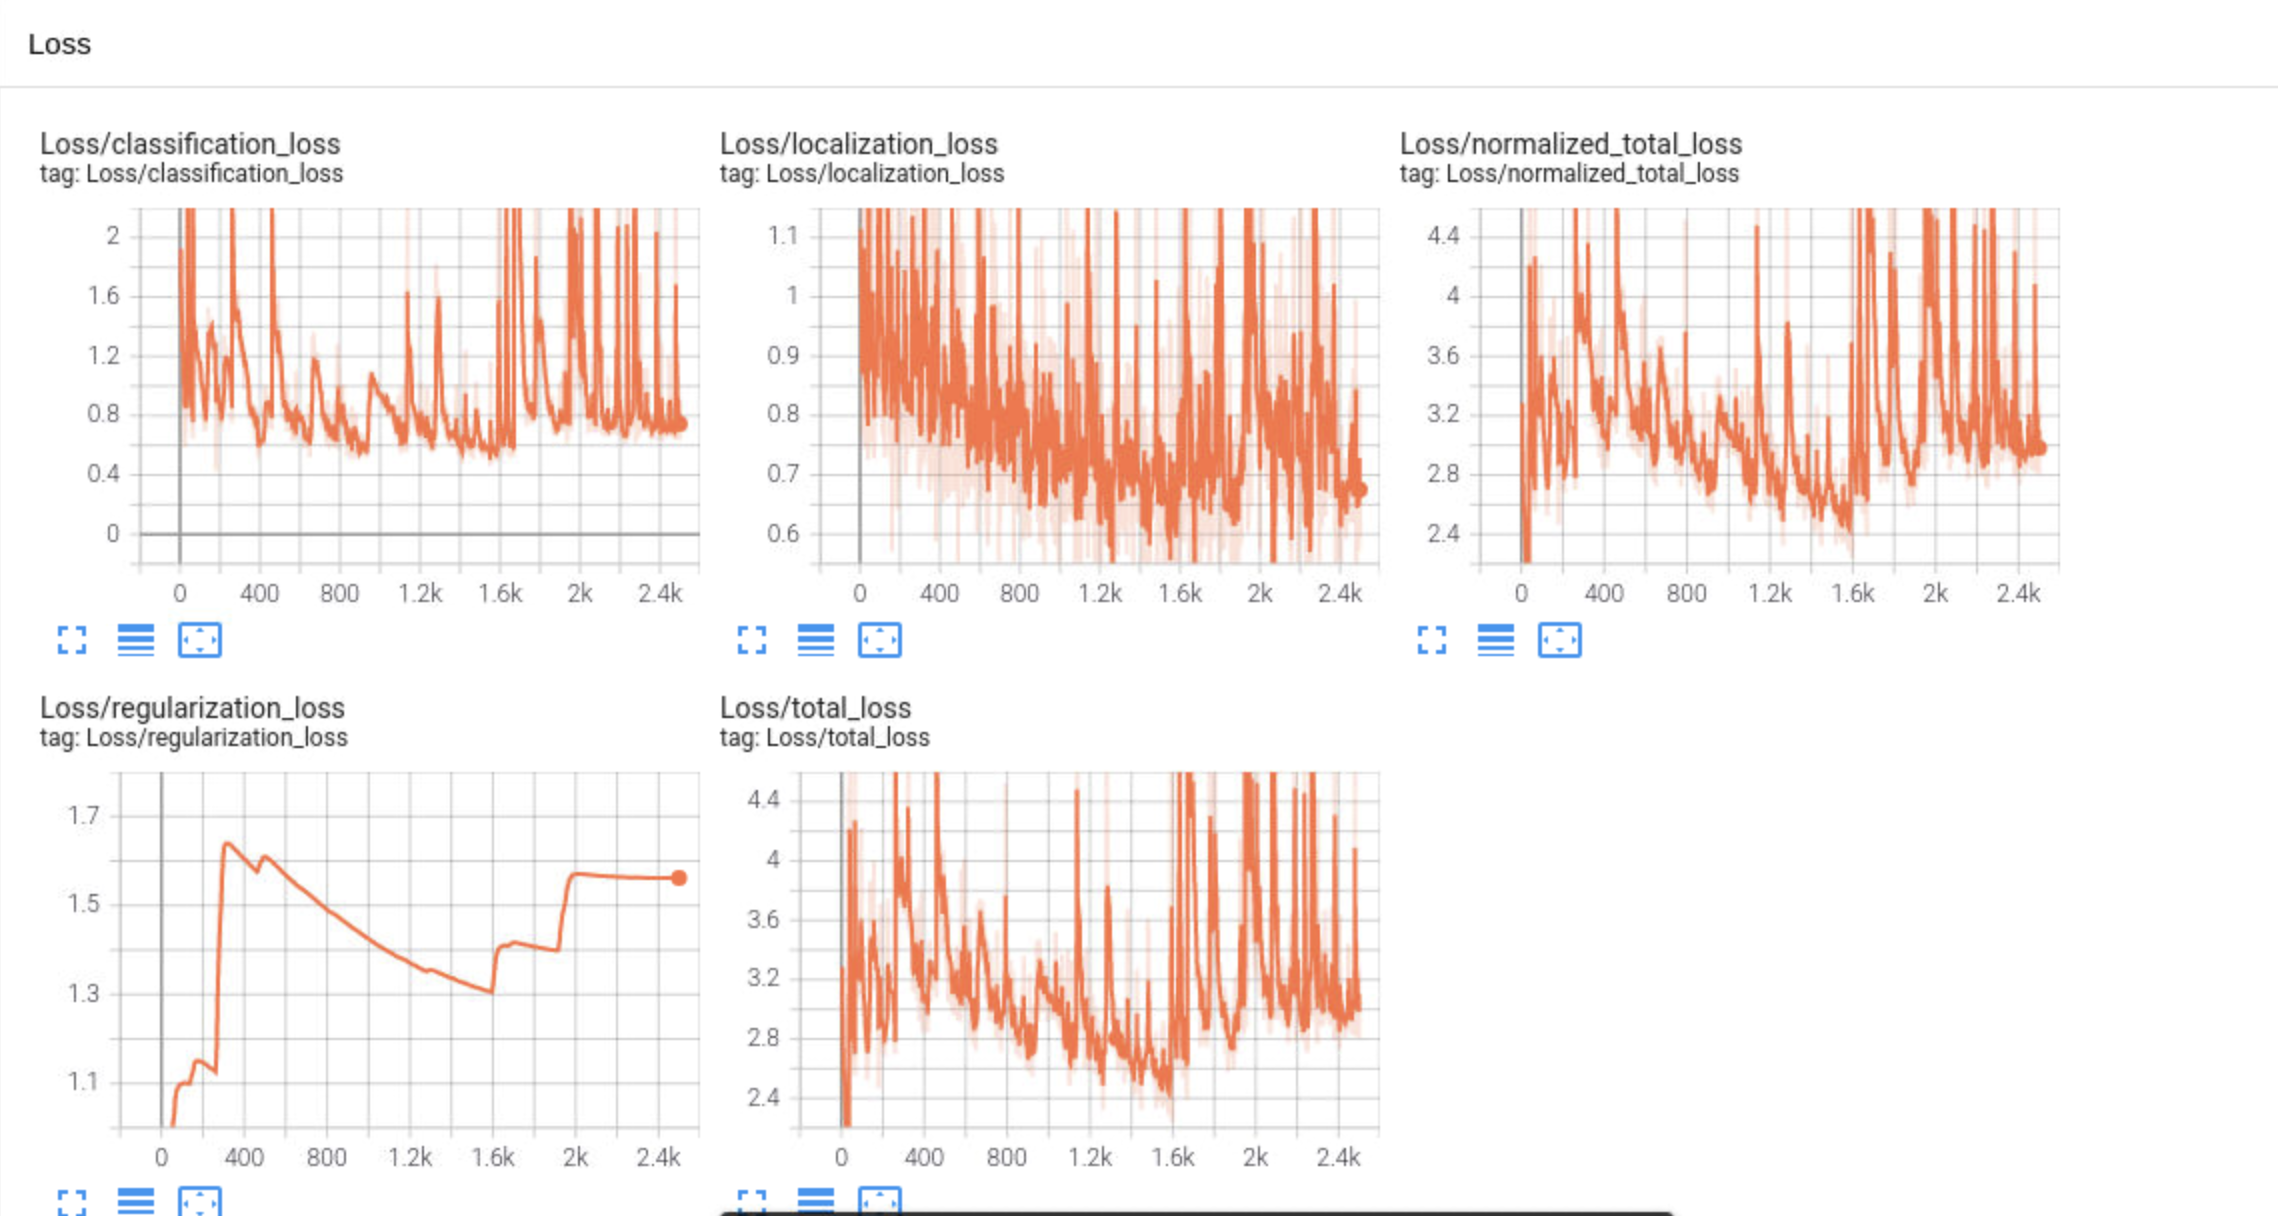 Loss
Loss/classification_loss
tag: Loss/classification_loss
2
1.6
1.2
0.8
0.4
0
0 400 800 1.2k 1.6k 2k 2.4k
Loss/localization_loss
tag: Loss/localization_loss
1.1
1
0.9
0.8
0.7
0.6
0 400 800 1.2k 1.6k 2k 2.4k
Loss/normalized_total_loss
tag: Loss/normalized_total_loss
4.4
4
3.6
3.2
2.8
2.4
0 400 800 1.2k 1.6k 2k 2.4k
Loss/regularization_loss
tag: Loss/regularization_loss
1.7
1.5
1.3
1.1
0 400 800 1.2k 1.6k 2k 2.4k
Loss/total_loss
tag: Loss/total_loss
4.4
4
3.6
3.2
2.8
2.4
0 400 800 1.2k 1.6k 2k 2.4k